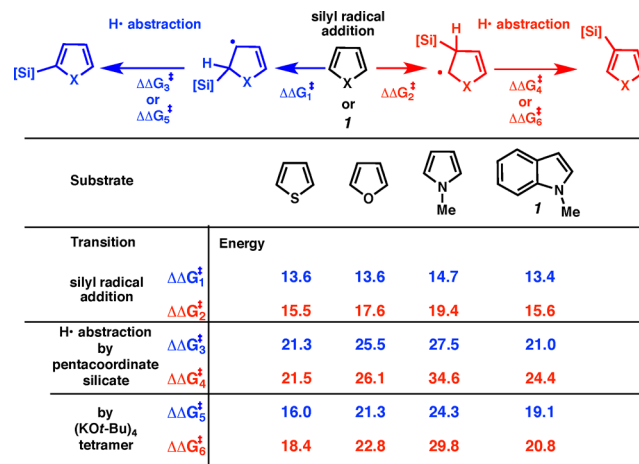 H• abstraction
silyl radical
addition
H• abstraction
[Si]
X
ΔΔG₃‡
or
ΔΔG₅‡
H
[Si]
X
•
ΔΔG₁‡
X
or
1
ΔΔG₂‡
[Si]
H
•
X
ΔΔG₄‡
or
ΔΔG₆‡
[Si]
X
Substrate
S
O
N
Me
1
N
Me
Transition Energy
silyl radical
addition
ΔΔG₁‡ 13.6 13.6 14.7 13.4
ΔΔG₂‡ 15.5 17.6 19.4 15.6
H• abstraction
by
pentacoordinate
silicate
ΔΔG₃‡ 21.3 25.5 27.5 21.0
ΔΔG₄‡ 21.5 26.1 34.6 24.4
by
(KOt-Bu)₄
tetramer
ΔΔG₅‡ 16.0 21.3 24.3 19.1
ΔΔG₆‡ 18.4 22.8 29.8 20.8